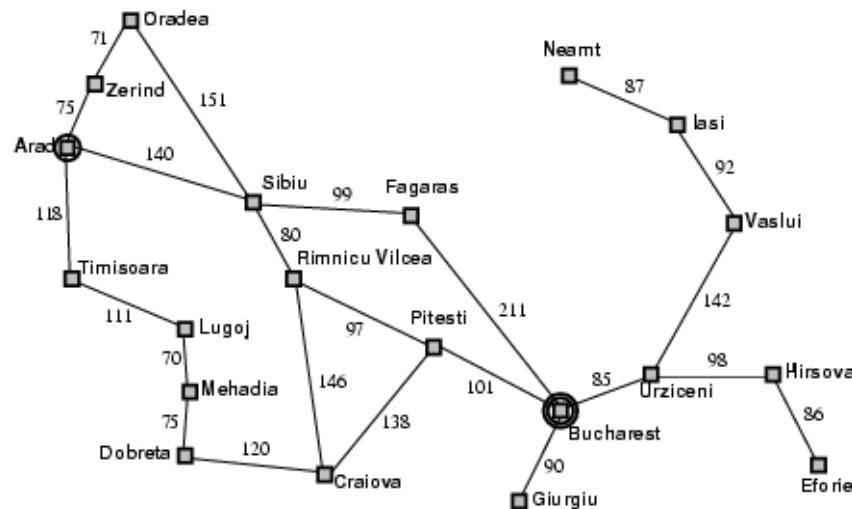 Oradea
71
Neamt
87
Zerind
151
75
Iasi
Arad
140
92
Sibiu
99
Fagaras
118
80
Vaslui
Timisoara
Rimnicu Vilcea
111
142
211
Lugoj
97
Pitesti
70
98
Hirsova
146
85
Mehadia
101
Urziceni
75
138
86
Bucharest
Dobreta
120
90
Craiova
Eforie
Giurgiu